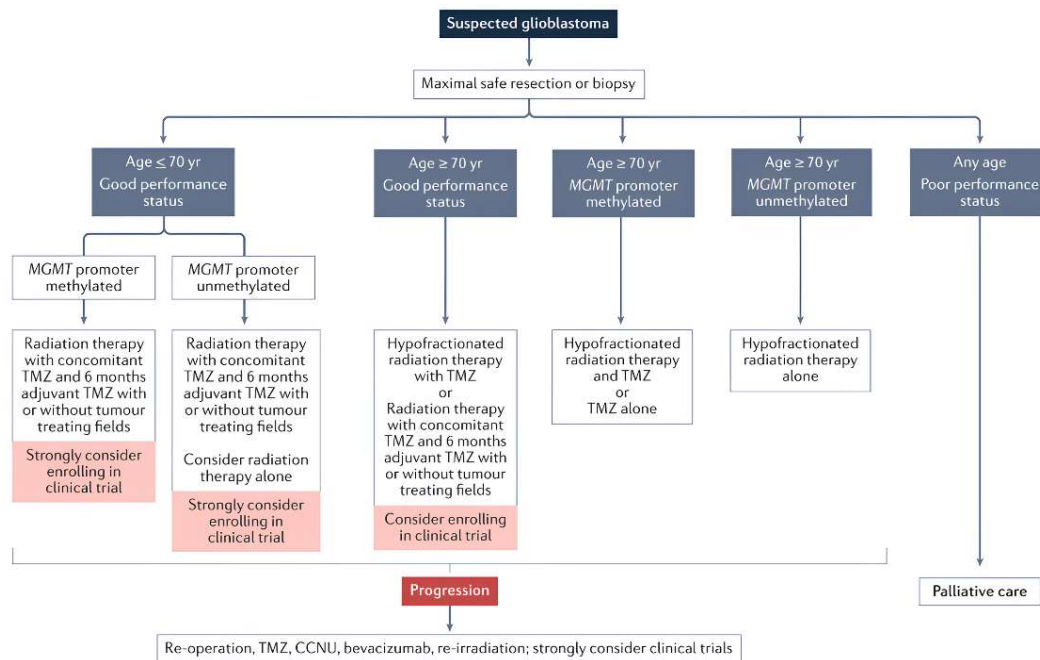 Suspected glioblastoma
Maximal safe resection or biopsy
Age ≤ 70 yr
Good performance
status
Age ≥ 70 yr
Good performance
status
Age ≥ 70 yr
MGMT promoter
methylated
Age ≥ 70 yr
MGMT promoter
unmethylated
Any age
Poor performance
status
MGMT promoter
methylated
MGMT promoter
unmethylated
Radiation therapy
with concomitant
TMZ and 6 months
adjuvant TMZ with
or without tumour
treating fields
Strongly consider
enrolling in
clinical trial
Radiation therapy
with concomitant
TMZ and 6 months
adjuvant TMZ with
or without tumour
treating fields
Consider radiation
therapy alone
Strongly consider
enrolling in
clinical trial
Hypofractionated
radiation therapy
with TMZ
or
Radiation therapy
with concomitant
TMZ and 6 months
adjuvant TMZ with
or without tumour
treating fields
Consider enrolling
in clinical trial
Hypofractionated
radiation therapy
and TMZ
or
TMZ alone
Hypofractionated
radiation therapy
alone
Progression
Palliative care
Re-operation, TMZ, CCNU, bevacizumab, re-irradiation; strongly consider clinical trials